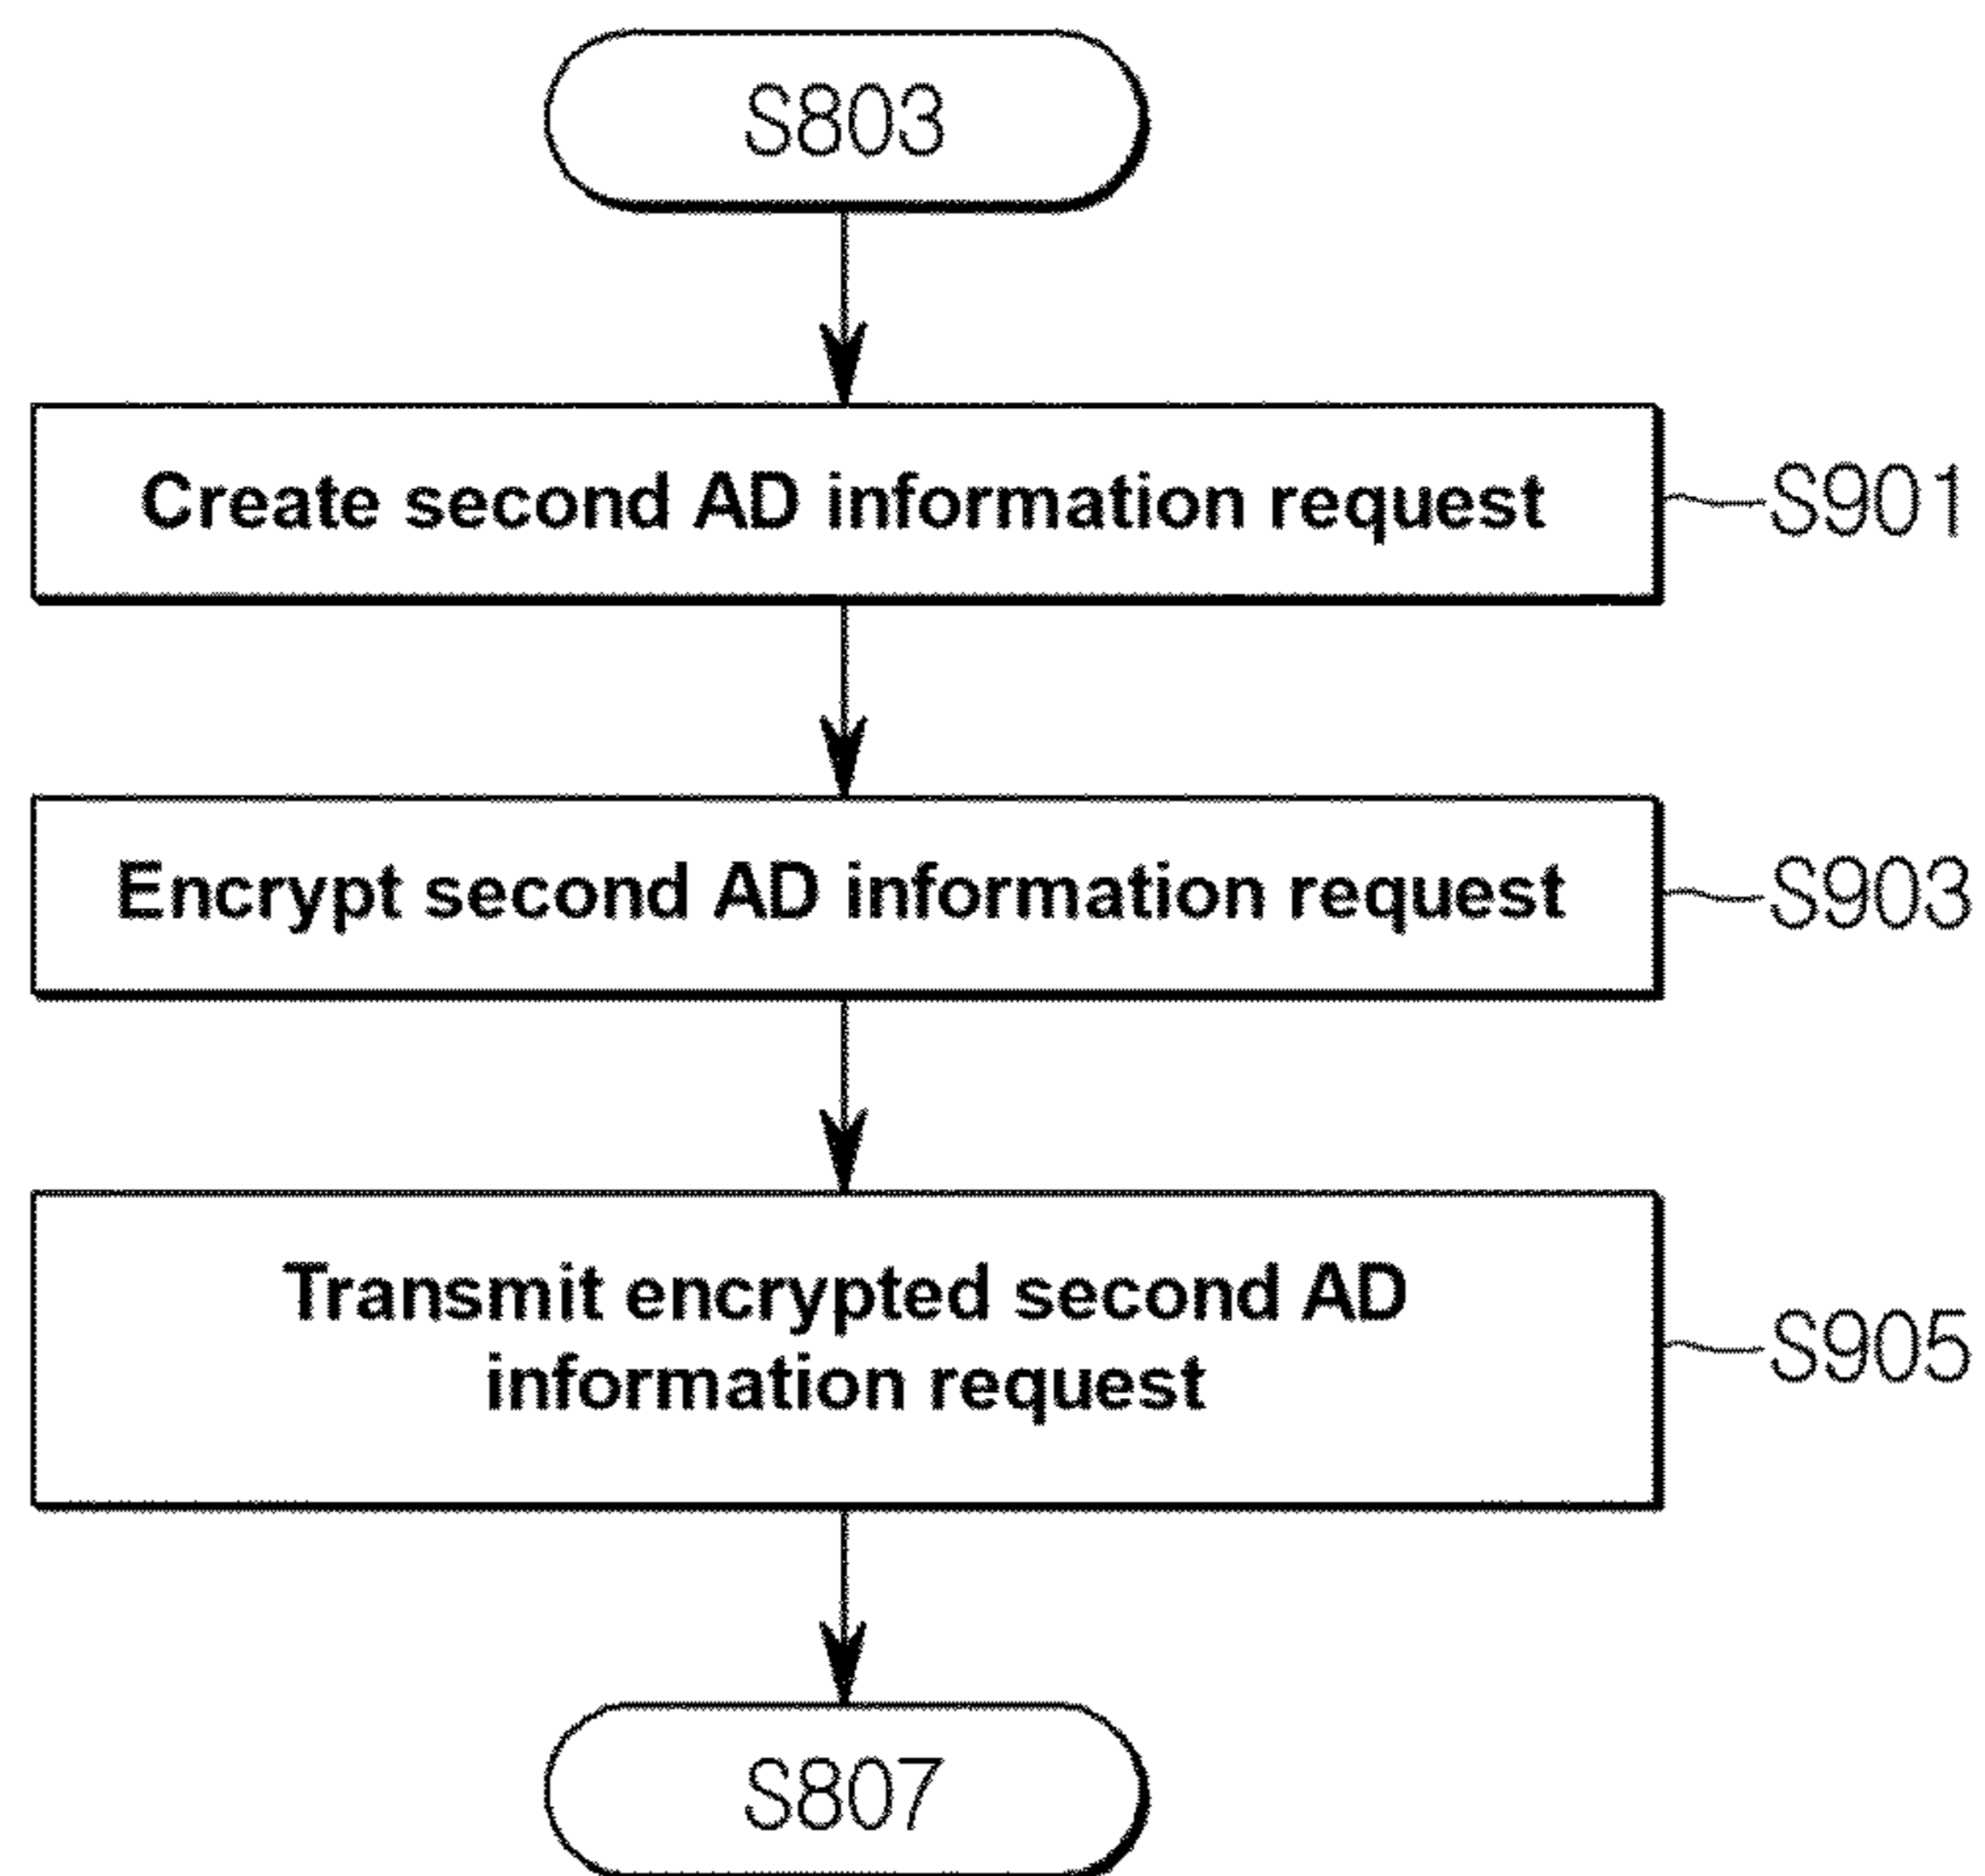 S803
Create second AD information request
S901
Encrypt second AD information request
S903
Transmit encrypted second AD
information request
S905
S807